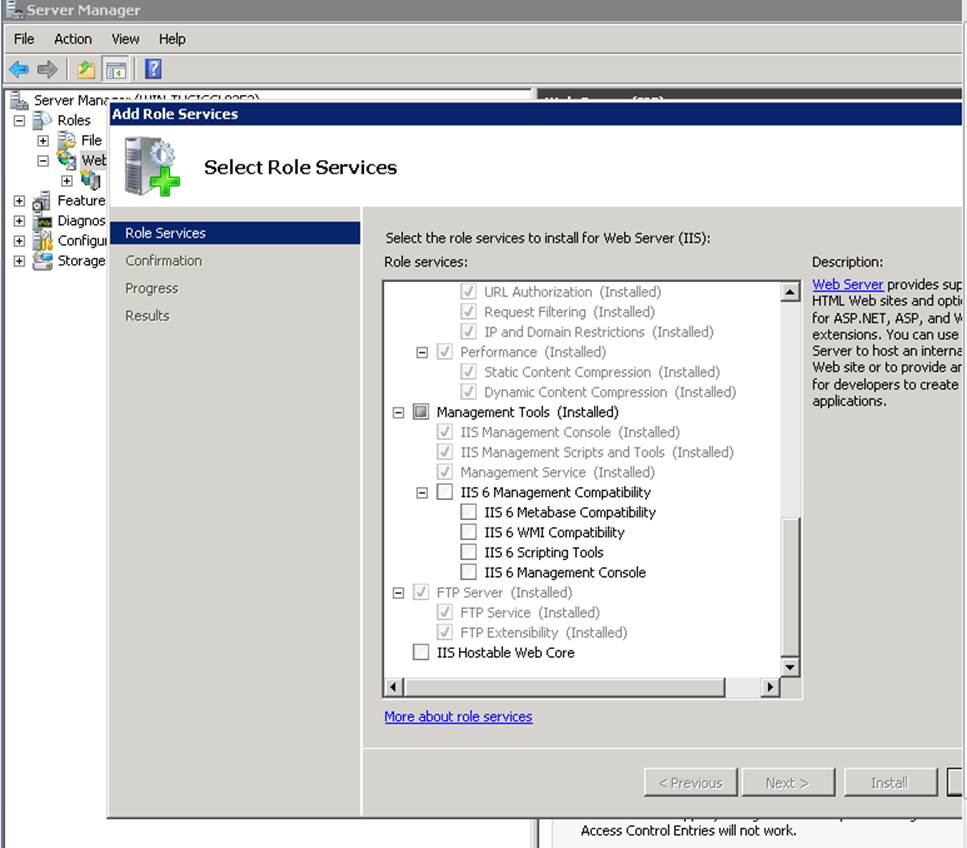 Server Manager
File Action View Help
Server Manager (WIN-
Add Role Services
Roles
File
Web
Feature
Diagnos
Configu
Storage
Select Role Services
Role Services
Confirmation
Progress
Results
Select the role services to install for Web Server (IIS):
Role services:
URL Authorization (Installed)
Request Filtering (Installed)
IP and Domain Restrictions (Installed)
Performance (Installed)
Static Content Compression (Installed)
Dynamic Content Compression (Installed)
Management Tools (Installed)
IIS Management Console (Installed)
IIS Management Scripts and Tools (Installed)
Management Service (Installed)
IIS 6 Management Compatibility
IIS 6 Metabase Compatibility
IIS 6 WMI Compatibility
IIS 6 Scripting Tools
IIS 6 Management Console
FTP Server (Installed)
FTP Service (Installed)
FTP Extensibility (Installed)
IIS Hostable Web Core
More about role services
Description:
Web Server provides sup
HTML Web sites and opti
for ASP.NET, ASP, and W
extensions. You can use
Server to host an interna
Web site or to provide an
for developers to create
applications.
< Previous
Next >
Install
Access Control Entries will not work.